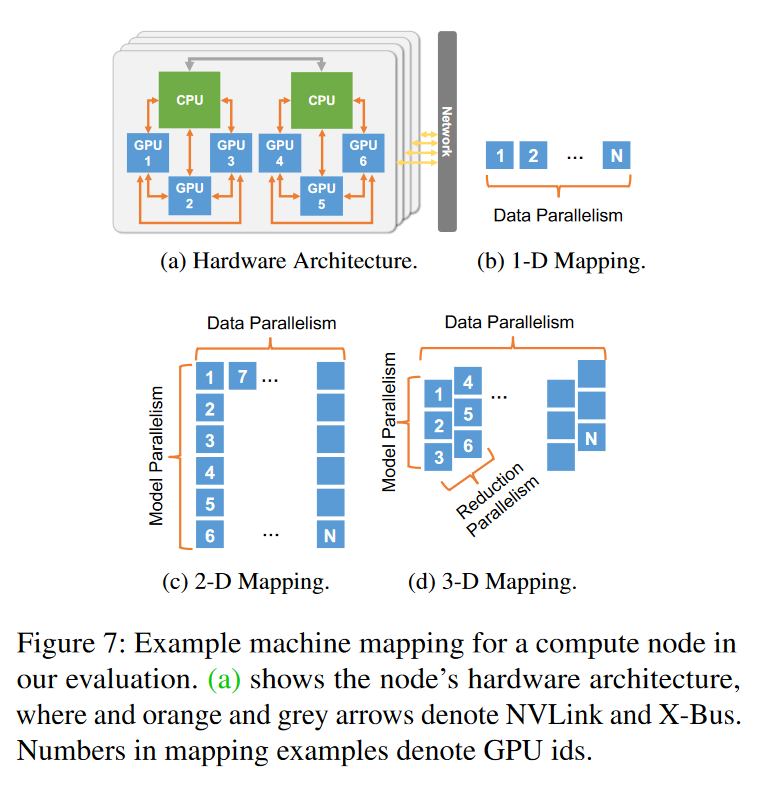 CPU
CPU
GPU
1
GPU
3
GPU
4
GPU
6
GPU
2
GPU
5
Network
1 2 ... N
Data Parallelism
(a) Hardware Architecture.
(b) 1-D Mapping.
Data Parallelism
Model Parallelism
1 7 ...
2
3
4
5
6 ... N
Data Parallelism
Model Parallelism
4
1
...
5
2
6
N
3
Reduction
Parallelism
(c) 2-D Mapping.
(d) 3-D Mapping.
Figure 7: Example machine mapping for a compute node in
our evaluation. (a) shows the node's hardware architecture,
where and orange and grey arrows denote NVLink and X-Bus.
Numbers in mapping examples denote GPU ids.